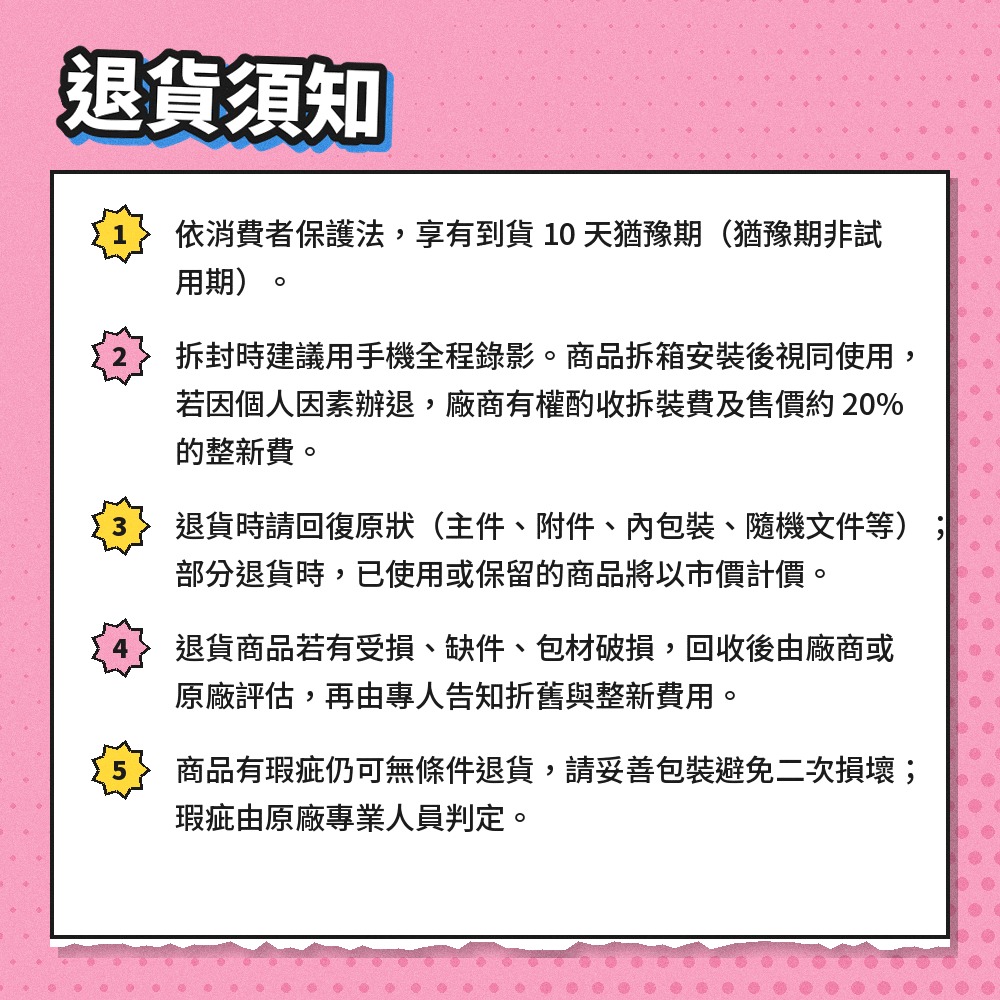 退貨須知
1 依消費者保護法，享有到貨 10 天猶豫期（猶豫期非試
用期）。
2 拆封時建議用手機全程錄影。商品拆箱安裝後視同使用，
若因個人因素辦退，廠商有權酌收拆裝費及售價約 20%
的整新費。
3 退貨時請回復原狀（主件、附件、內包裝、隨機文件等）；
部分退貨時，已使用或保留的商品將以市價計價。
4 退貨商品若有受損、缺件、包材破損，回收後由廠商或
原廠評估，再由專人告知折舊與整新費用。
5 商品有瑕疵仍可無條件退貨，請妥善包裝避免二次損壞；
瑕疵由原廠專業人員判定。